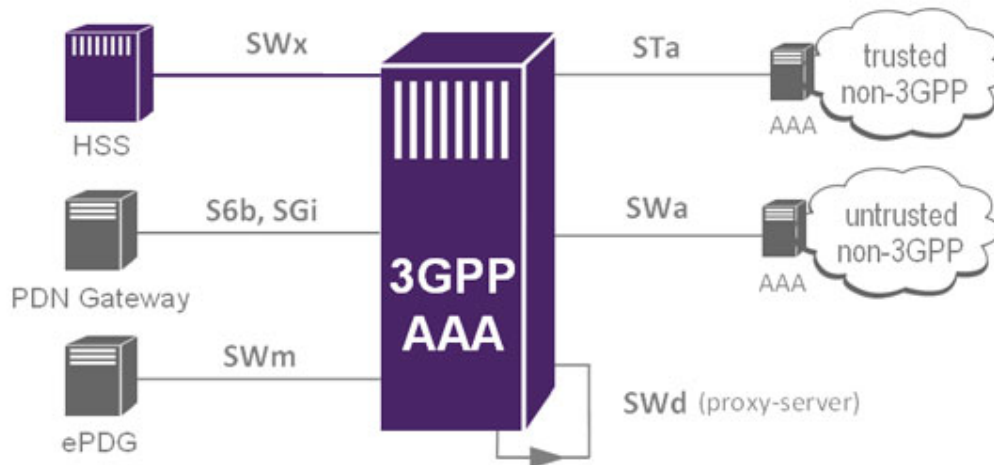 SWx
STa
trusted
non-3GPP
HSS
AAA
S6b, SGi
SWa
untrusted
non-3GPP
PDN Gateway
AAA
3GPP
AAA
SWm
SWd (proxy-server)
ePDG